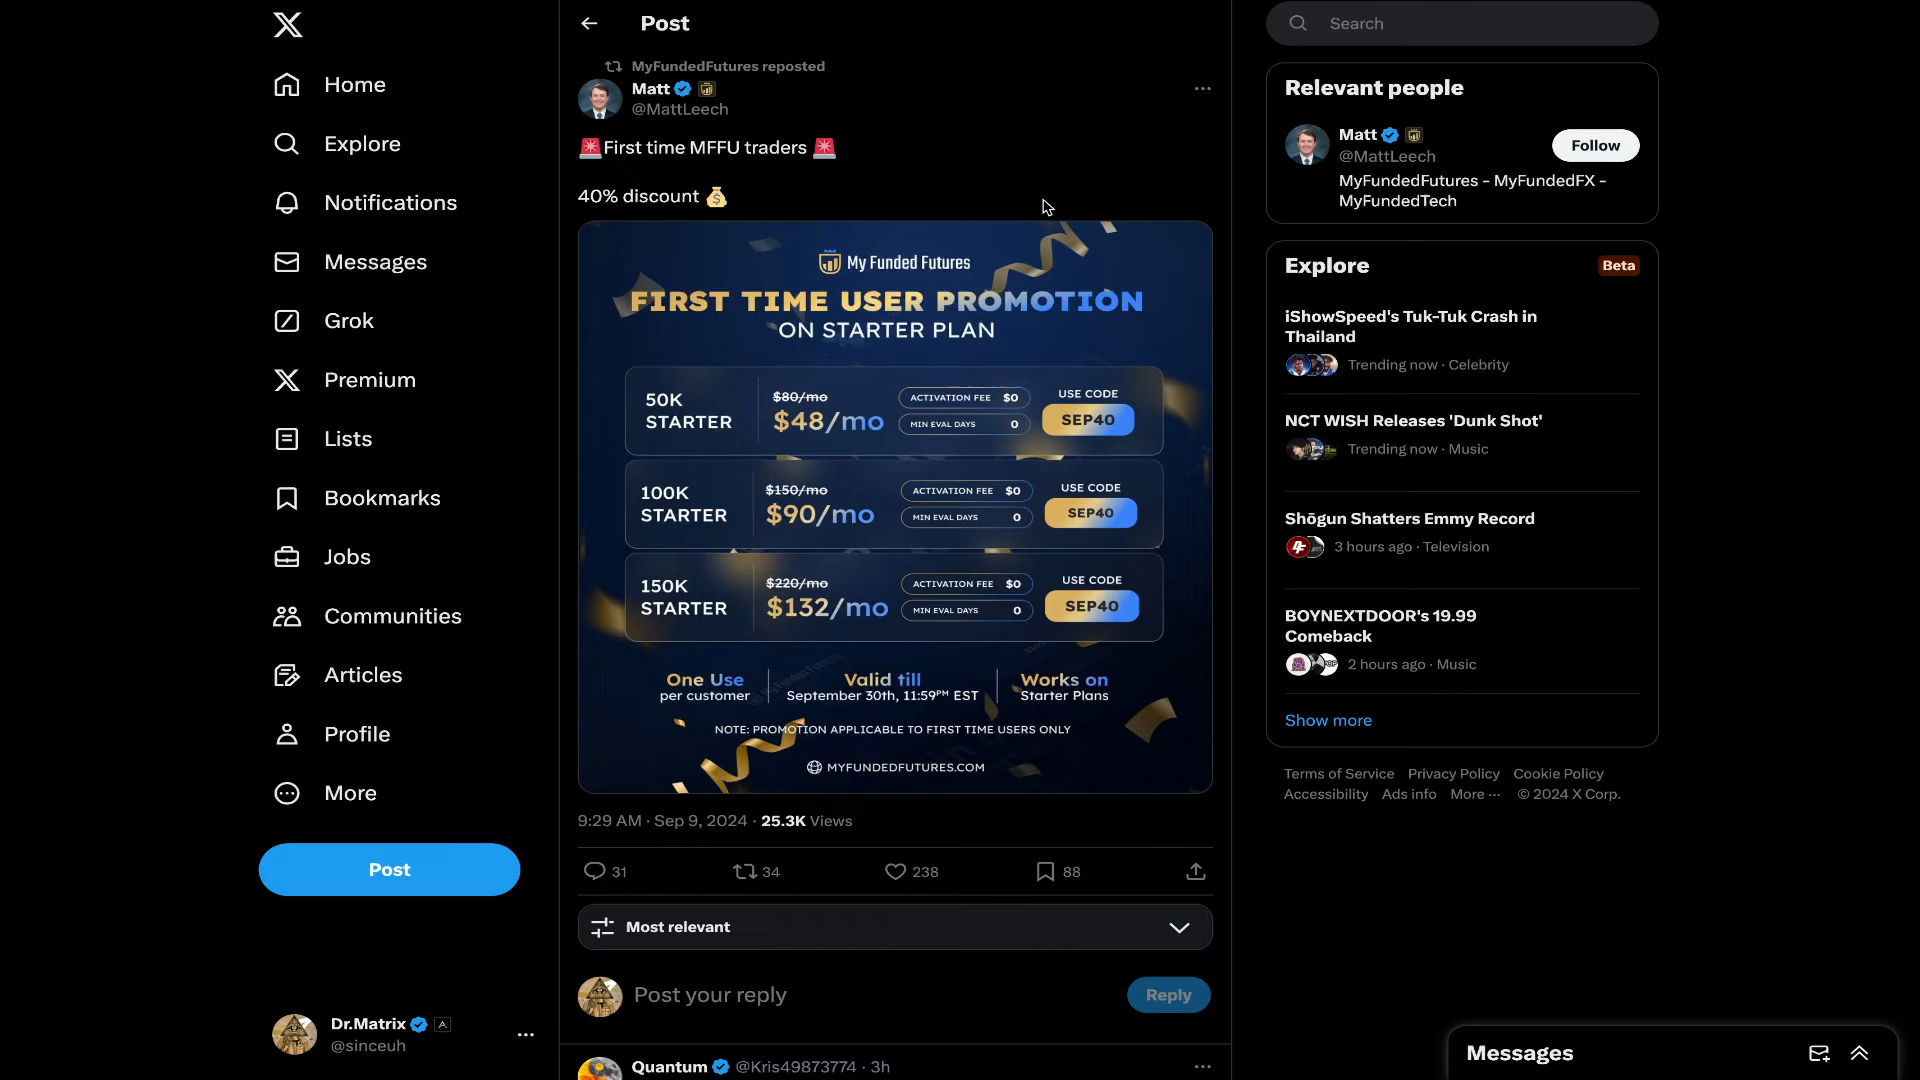 Home
Explore
Notifications
Messages
Grok
Premium
Lists
Bookmarks
Jobs
Communities
Articles
Profile
More
Post
Dr.Matrix
@sinceuh
Post
MyFundedFutures reposted
Matt
@MattLeech
🚨First time MFFU traders 🚨
40% discount 💰
My Funded Futures
FIRST TIME USER PROMOTION
ON STARTER PLAN
50K STARTER
$80/mo
$48/mo
ACTIVATION FEE $0
MIN EVAL DAYS 0
USE CODE
SEP40
100K STARTER
$150/mo
$90/mo
ACTIVATION FEE $0
MIN EVAL DAYS 0
USE CODE
SEP40
150K STARTER
$220/mo
$132/mo
ACTIVATION FEE $0
MIN EVAL DAYS 0
USE CODE
SEP40
One Use
per customer
Valid till
September 30th, 11:59PM EST
Works on
Starter Plans
NOTE: PROMOTION APPLICABLE TO FIRST TIME USERS ONLY
MYFUNDEDFUTURES.COM
9:29 AM · Sep 9, 2024 · 25.3K Views
31 34 238 88
Most relevant
Post your reply
Reply
Quantum @Kris49873774 · 3h
Search
Relevant people
Matt
@MattLeech
Follow
MyFundedFutures - MyFundedFX -
MyFundedTech
Explore
Beta
iShowSpeed's Tuk-Tuk Crash in
Thailand
Trending now · Celebrity
NCT WISH Releases 'Dunk Shot'
Trending now · Music
Shōgun Shatters Emmy Record
3 hours ago · Television
BOYNEXTDOOR's 19.99
Comeback
2 hours ago · Music
Show more
Terms of Service Privacy Policy Cookie Policy
Accessibility Ads info More ··· © 2024 X Corp.
Messages